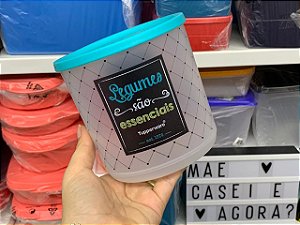 Legumes
são
essenciais
Tupperware
MÃE
CASEI E
AGORA?